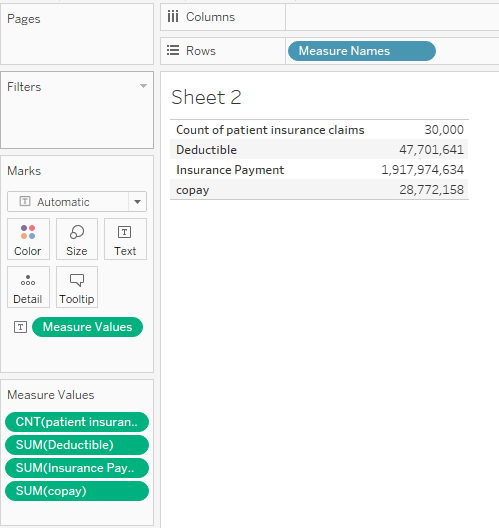 Pages
Columns
Rows
Measure Names
Filters
Sheet 2
Count of patient insurance claims 30,000
Deductible 47,701,641
Insurance Payment 1,917,974,634
copay 28,772,158
Marks
T Automatic
Color Size T Text
Detail Tooltip
T Measure Values
Measure Values
CNT(patient insuran..
SUM(Deductible)
SUM(Insurance Pay..
SUM(copay)